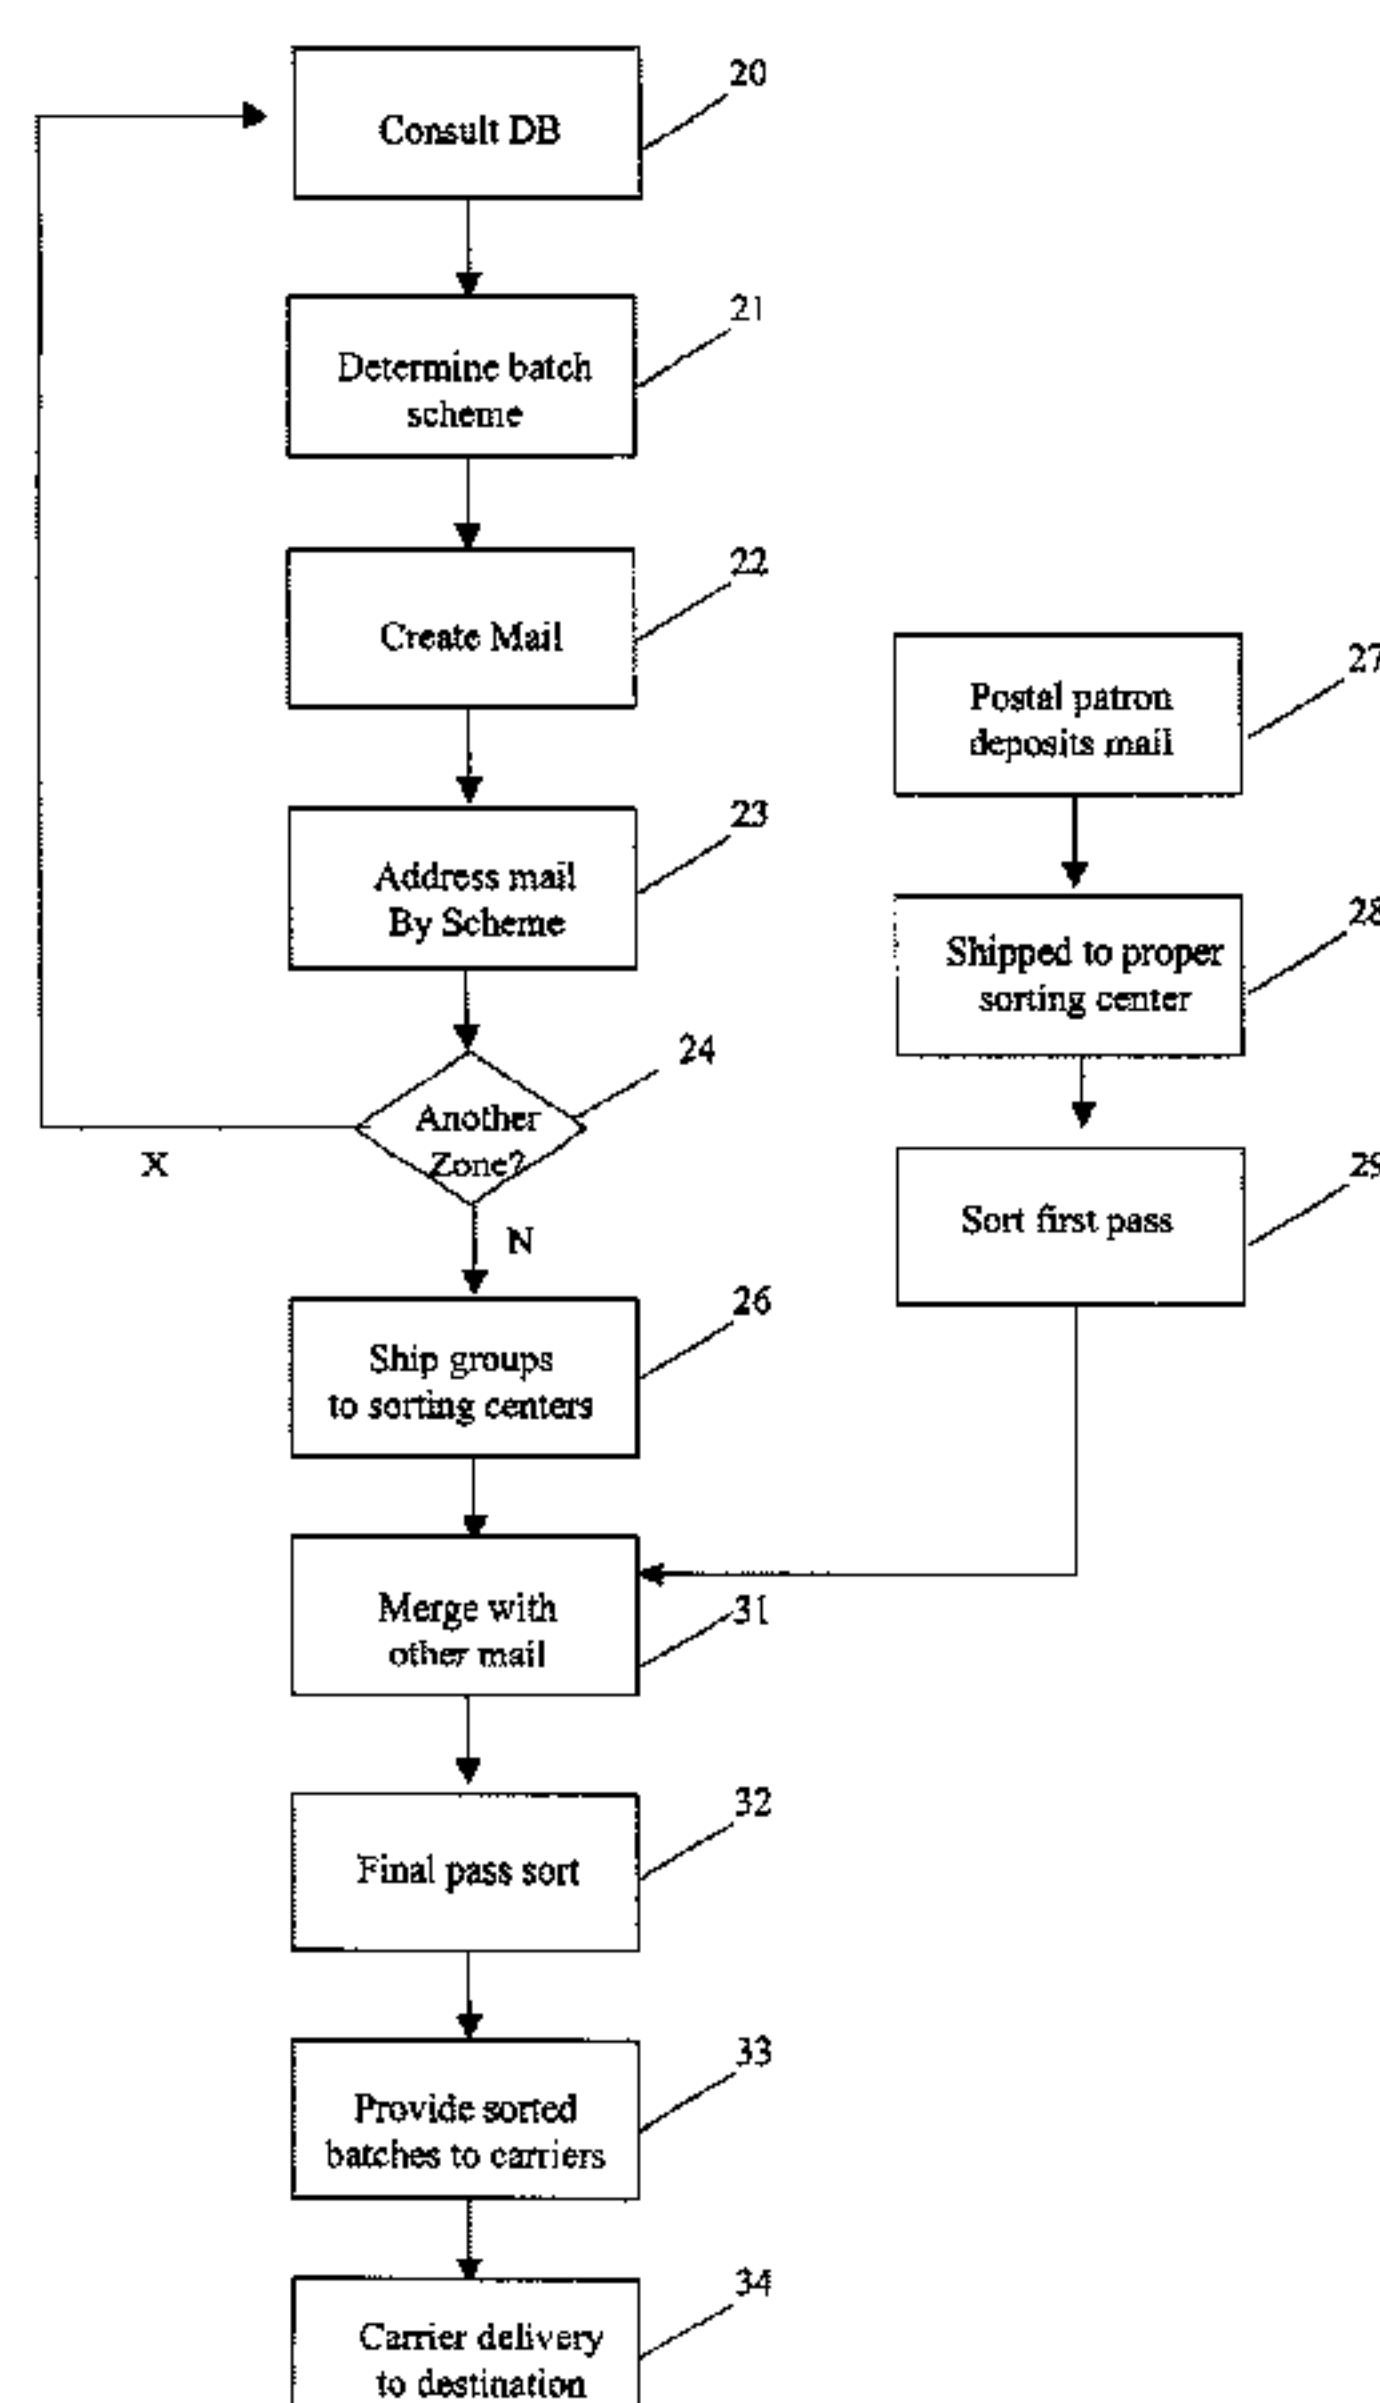 20
Consult DB
21
Determine batch
scheme
22
Create Mail
23
Address mail
By Scheme
24
Another
Zone?
X
N
26
Ship groups
to sorting centers
27
Postal patron
deposits mail
28
Shipped to proper
sorting center
29
Sort first pass
31
Merge with
other mail
32
Final pass sort
33
Provide sorted
batches to carriers
34
Carrier delivery
to destination